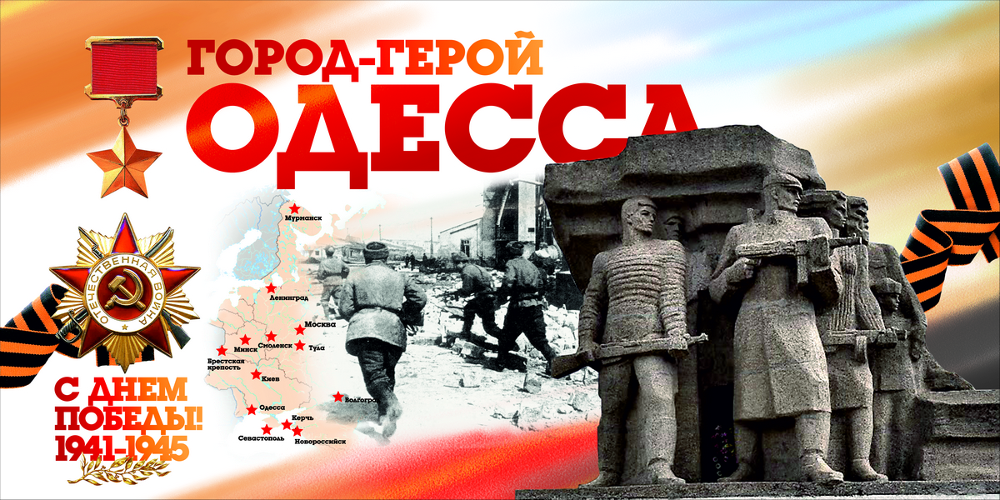 ГОРОД-ГЕРОЙ
ОДЕССА
ОТЕЧЕСТВЕННАЯ ВОЙНА
С ДНЕМ
ПОБЕДЫ!
1941-1945
Мурманск
Ленинград
Москва
Смоленск
Минск
Тула
Брестская
крепость
Киев
Волгоград
Одесса
Керчь
Севастополь
Новороссийск